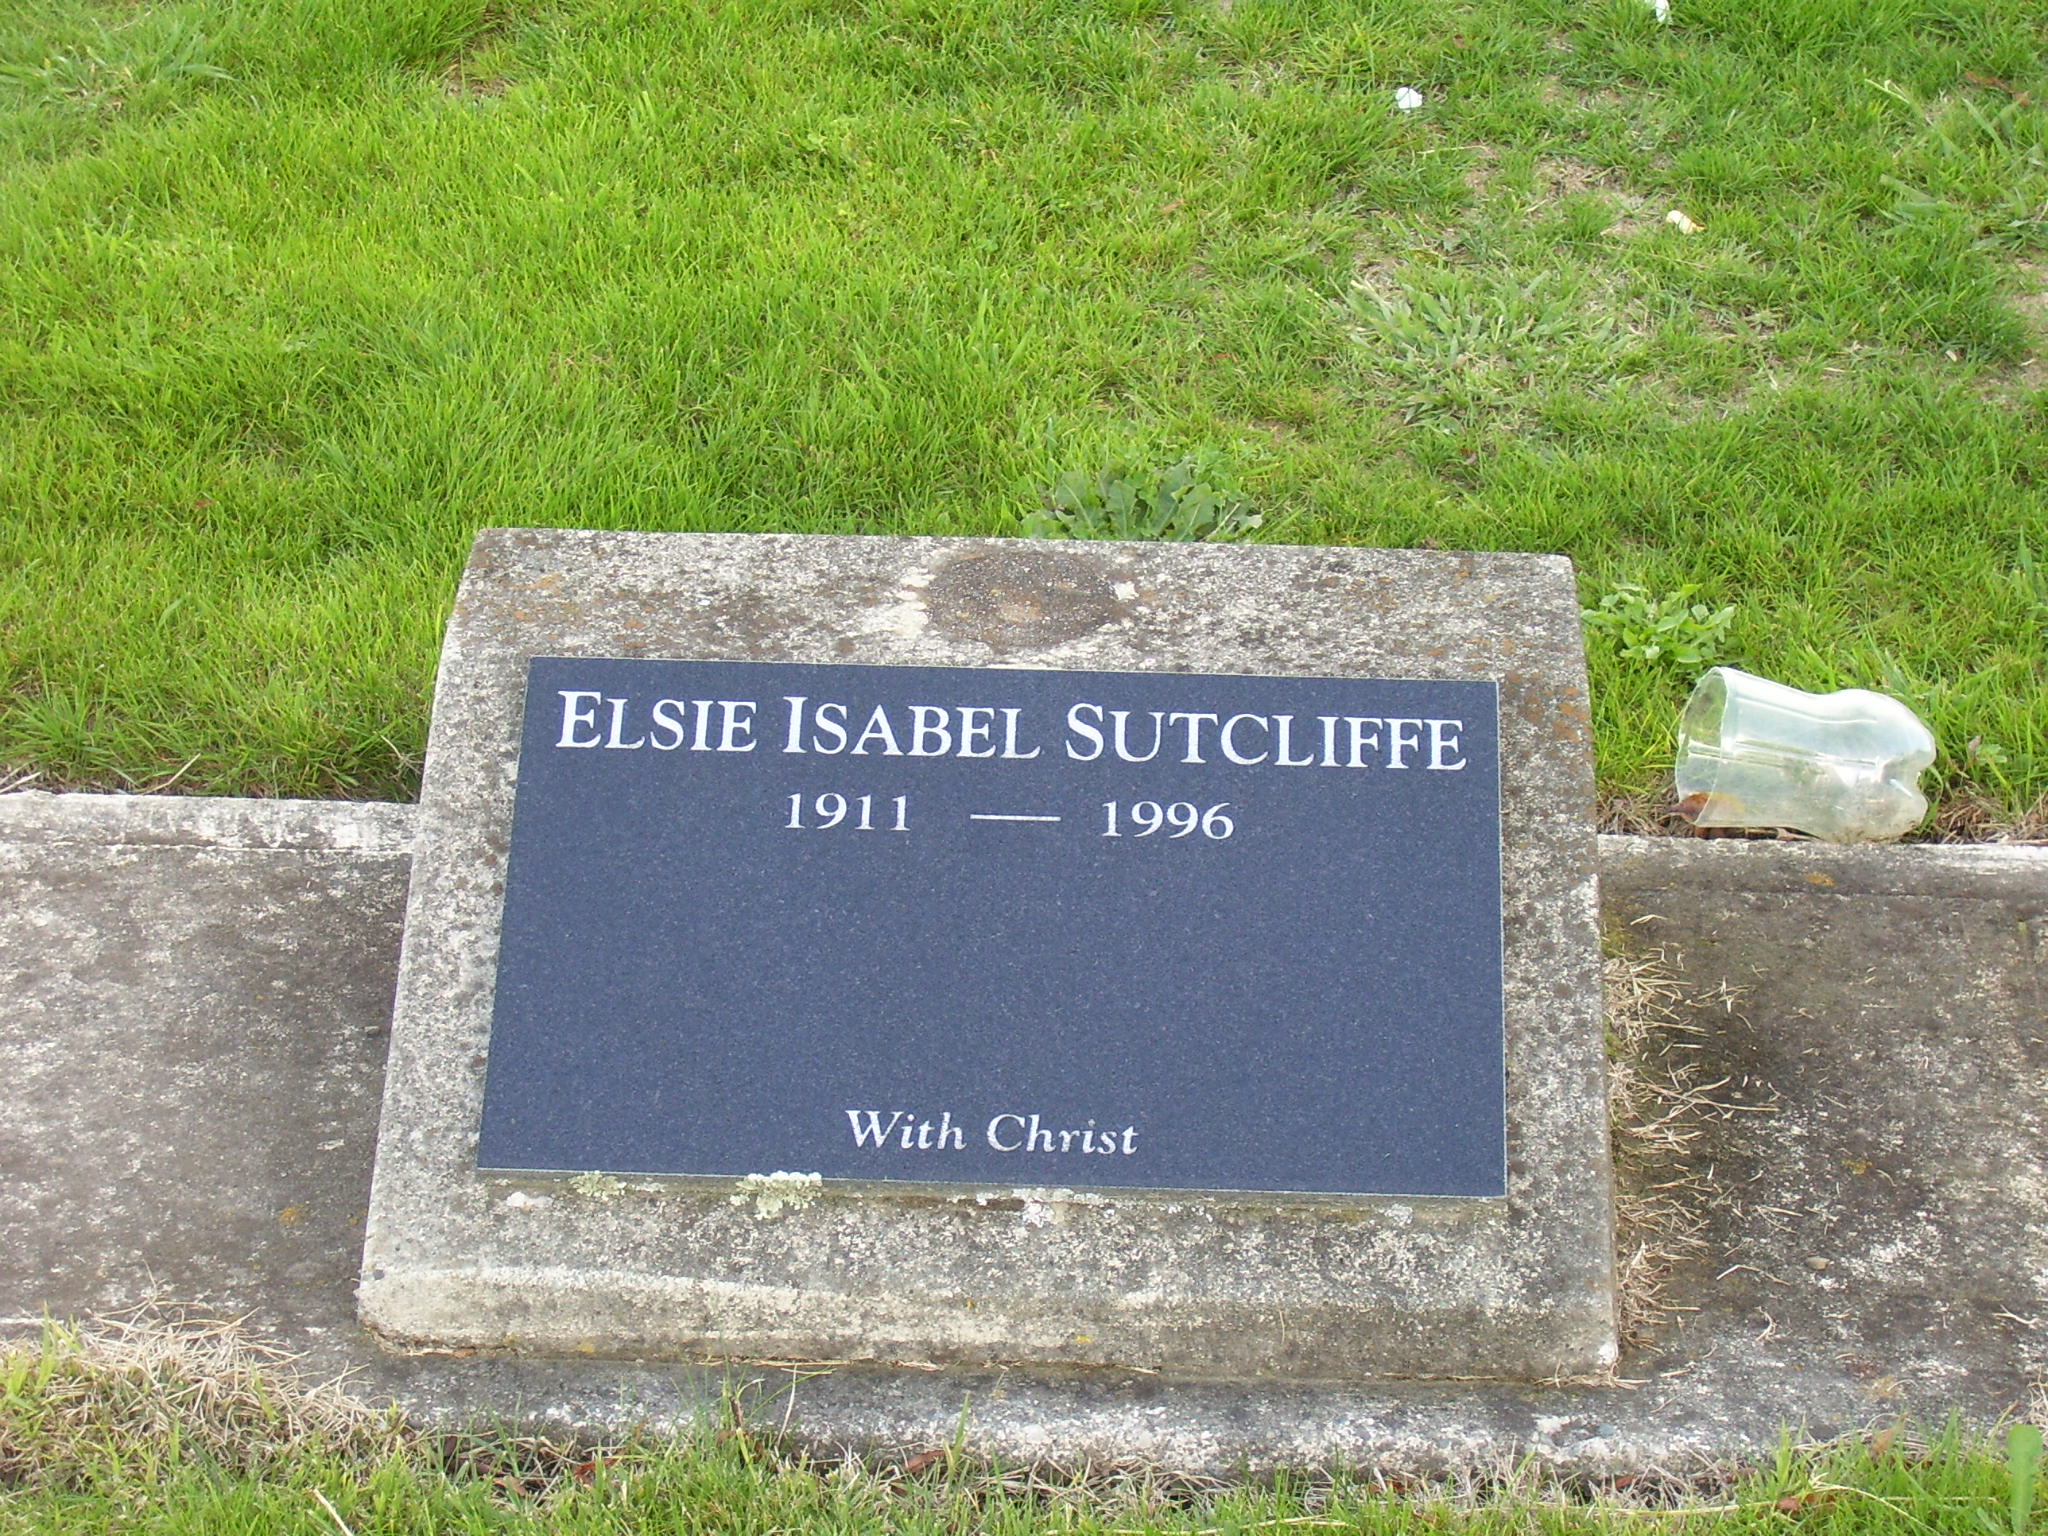 ELSIE ISABEL SUTCLIFFE
1911 — 1996
With Christ